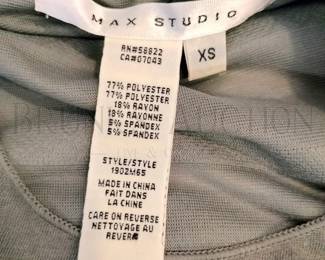 MAX STUDIO
XS
RN#58822
CA#07043
77% POLYESTER
77% POLYESTER
18% RAYON
18% RAYONNE
5% SPANDEX
5% SPANDEX
STYLE/STYLE
1902M65
MADE IN CHINA
FAIT DANS
LA CHINE
CARE ON REVERSE
NETTOYAGE AU
REVERS